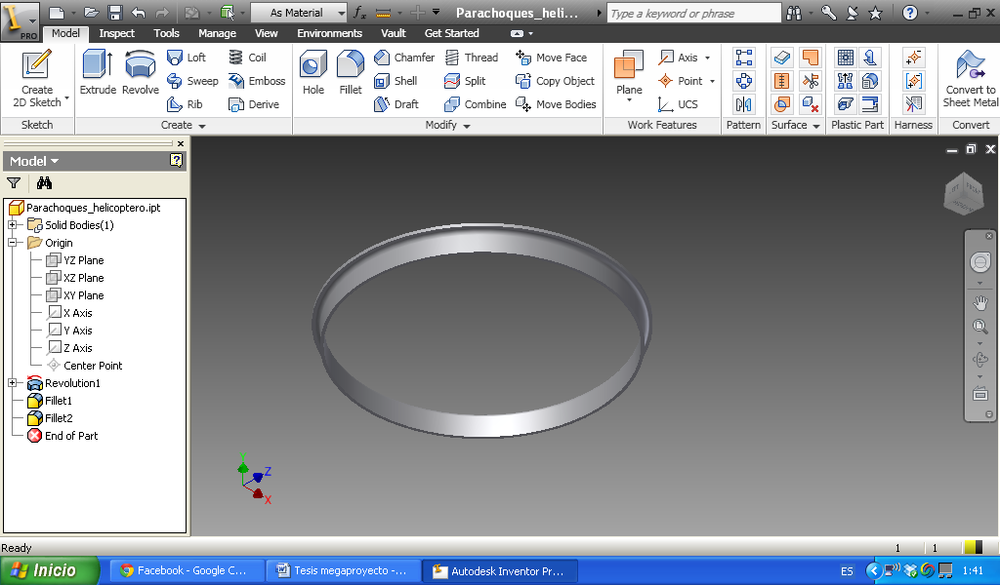 As Material
Parachoques_heli...
Type a keyword or phrase
PRO
Model Inspect Tools Manage View Environments Vault Get Started
Create
2D Sketch
Extrude Revolve
Loft
Sweep
Rib
Coil
Emboss
Derive
Hole Fillet
Chamfer
Shell
Draft
Thread
Split
Combine
Move Face
Copy Object
Move Bodies
Plane
Axis
Point
UCS
Convert to
Sheet Metal
Sketch Create Modify Work Features Pattern Surface Plastic Part Harness Convert
Model
Parachoques_helicoptero.ipt
Solid Bodies(1)
Origin
YZ Plane
XZ Plane
XY Plane
X Axis
Y Axis
Z Axis
Center Point
Revolution1
Fillet1
Fillet2
End of Part
Y
Z
X
Ready
1 1
Inicio
Facebook - Google C...
Tesis megaproyecto -...
Autodesk Inventor Pr...
ES
1:41